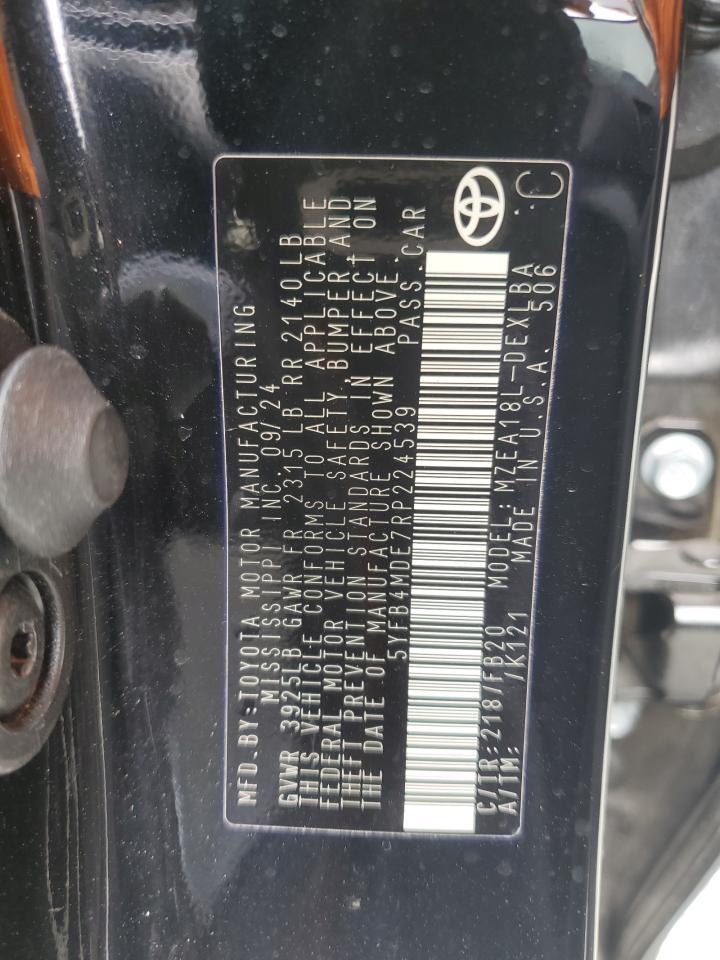 MFD.BY:TOYOTA MOTOR MANUFACTURING
MISSISSIPPI INC. 09/24
GVWR 3925LB GAWR FR 2315 LB RR 2140LB
THIS VEHICLE CONFORMS TO ALL APPLICABLE
FEDERAL MOTOR VEHICLE SAFETY, BUMPER AND
THEFT PREVENTION STANDARDS IN EFFECT ON
THE DATE OF MANUFACTURE SHOWN ABOVE.
5YFB4MDE7RP224539 PASS.CAR
C/TR:218/FB20 MODEL:MZEA18L-DEXLBA
A/TM: /K121 MADE IN U.S.A. 506
C